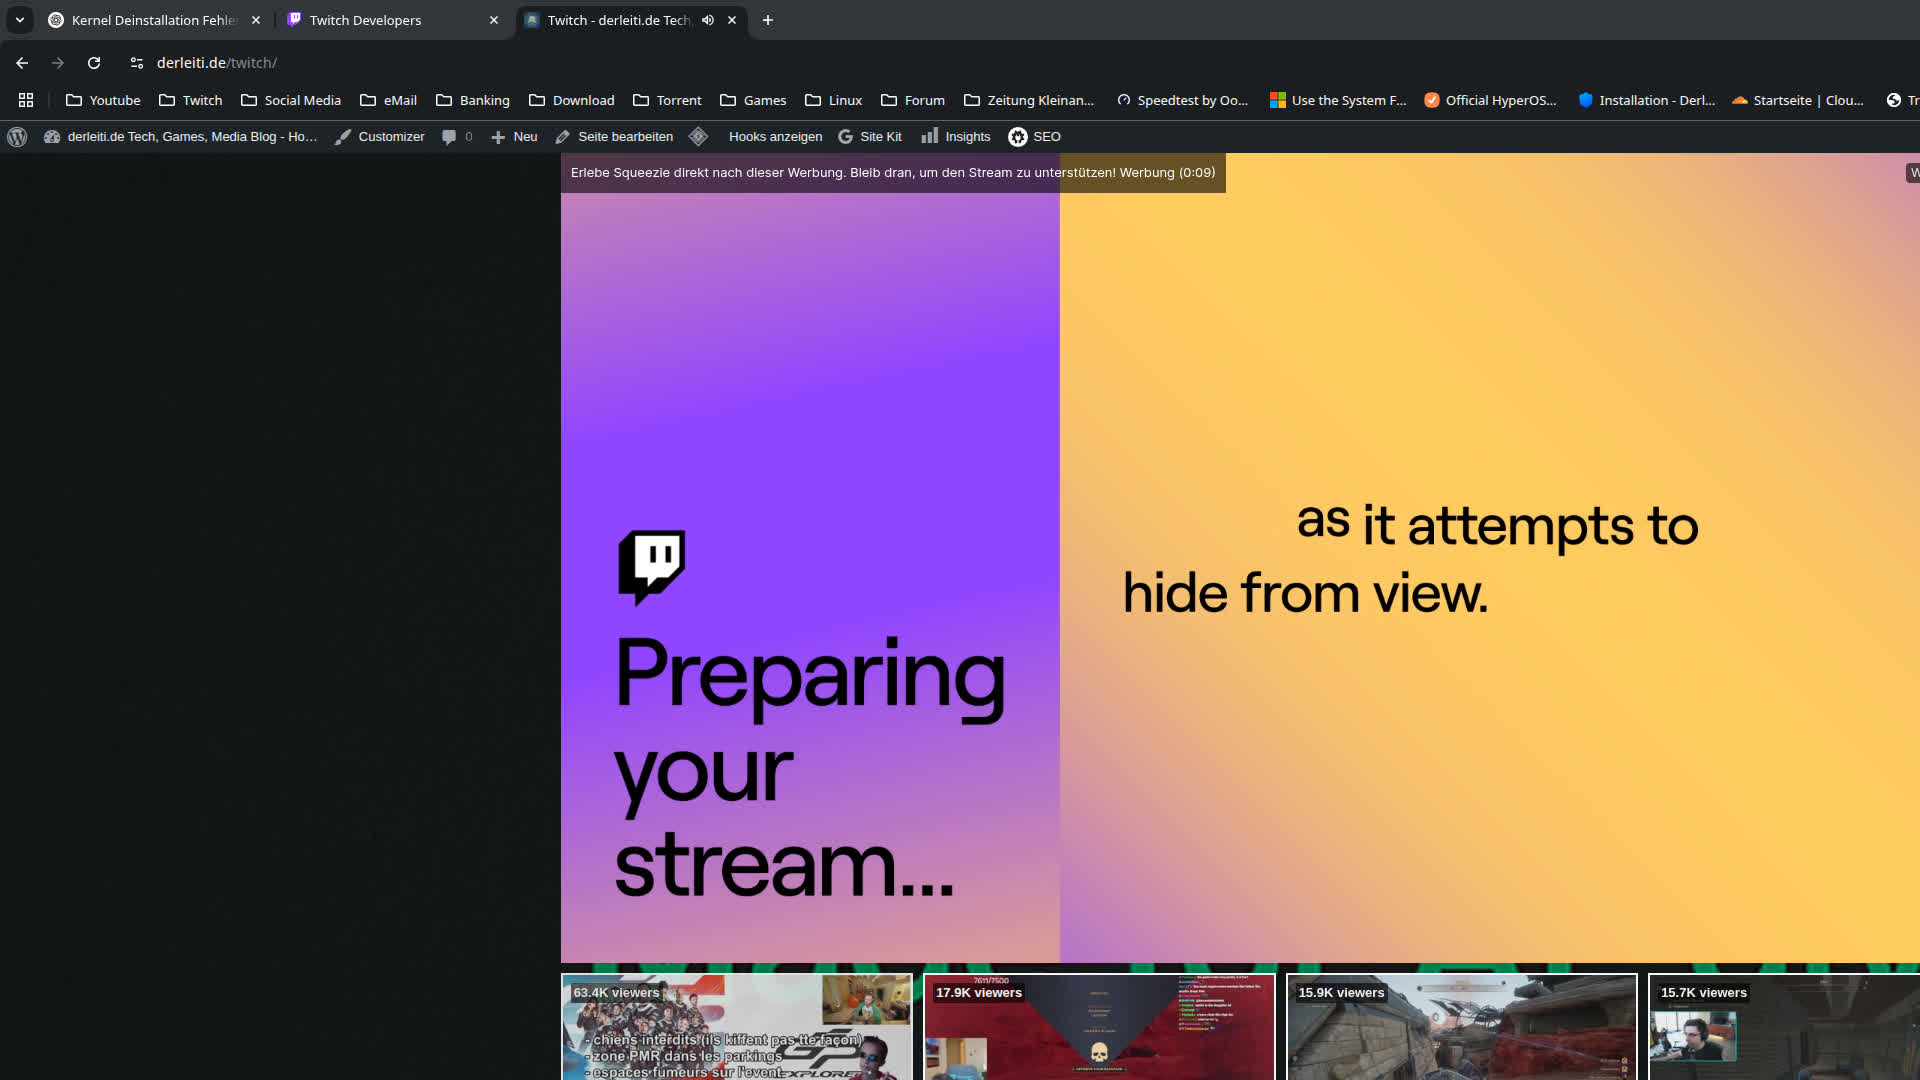 Kernel Deinstallation Fehle
Twitch Developers
Twitch - derleiti.de Tech,
derleiti.de/twitch/
Youtube
Twitch
Social Media
eMail
Banking
Download
Torrent
Games
Linux
Forum
Zeitung Kleinan...
Speedtest by Oo...
Use the System F...
Official HyperOS...
Installation - Derl...
Startseite | Clou...
Tr
derleiti.de Tech, Games, Media Blog - Ho...
Customizer
0
Neu
Seite bearbeiten
Hooks anzeigen
Site Kit
Insights
SEO
Erlebe Squeezie direkt nach dieser Werbung. Bleib dran, um den Stream zu unterstützen! Werbung (0:09)
W
as it attempts to
hide from view.
Preparing
your
stream...
63.4K viewers
- chiens interdits (ils kiffent pas tte façon)
- zone PMR dans les parkings
- espaces fumeurs sur l'event
GP
EXPLORE
7611/7500
17.9K viewers
15.9K viewers
15.7K viewers